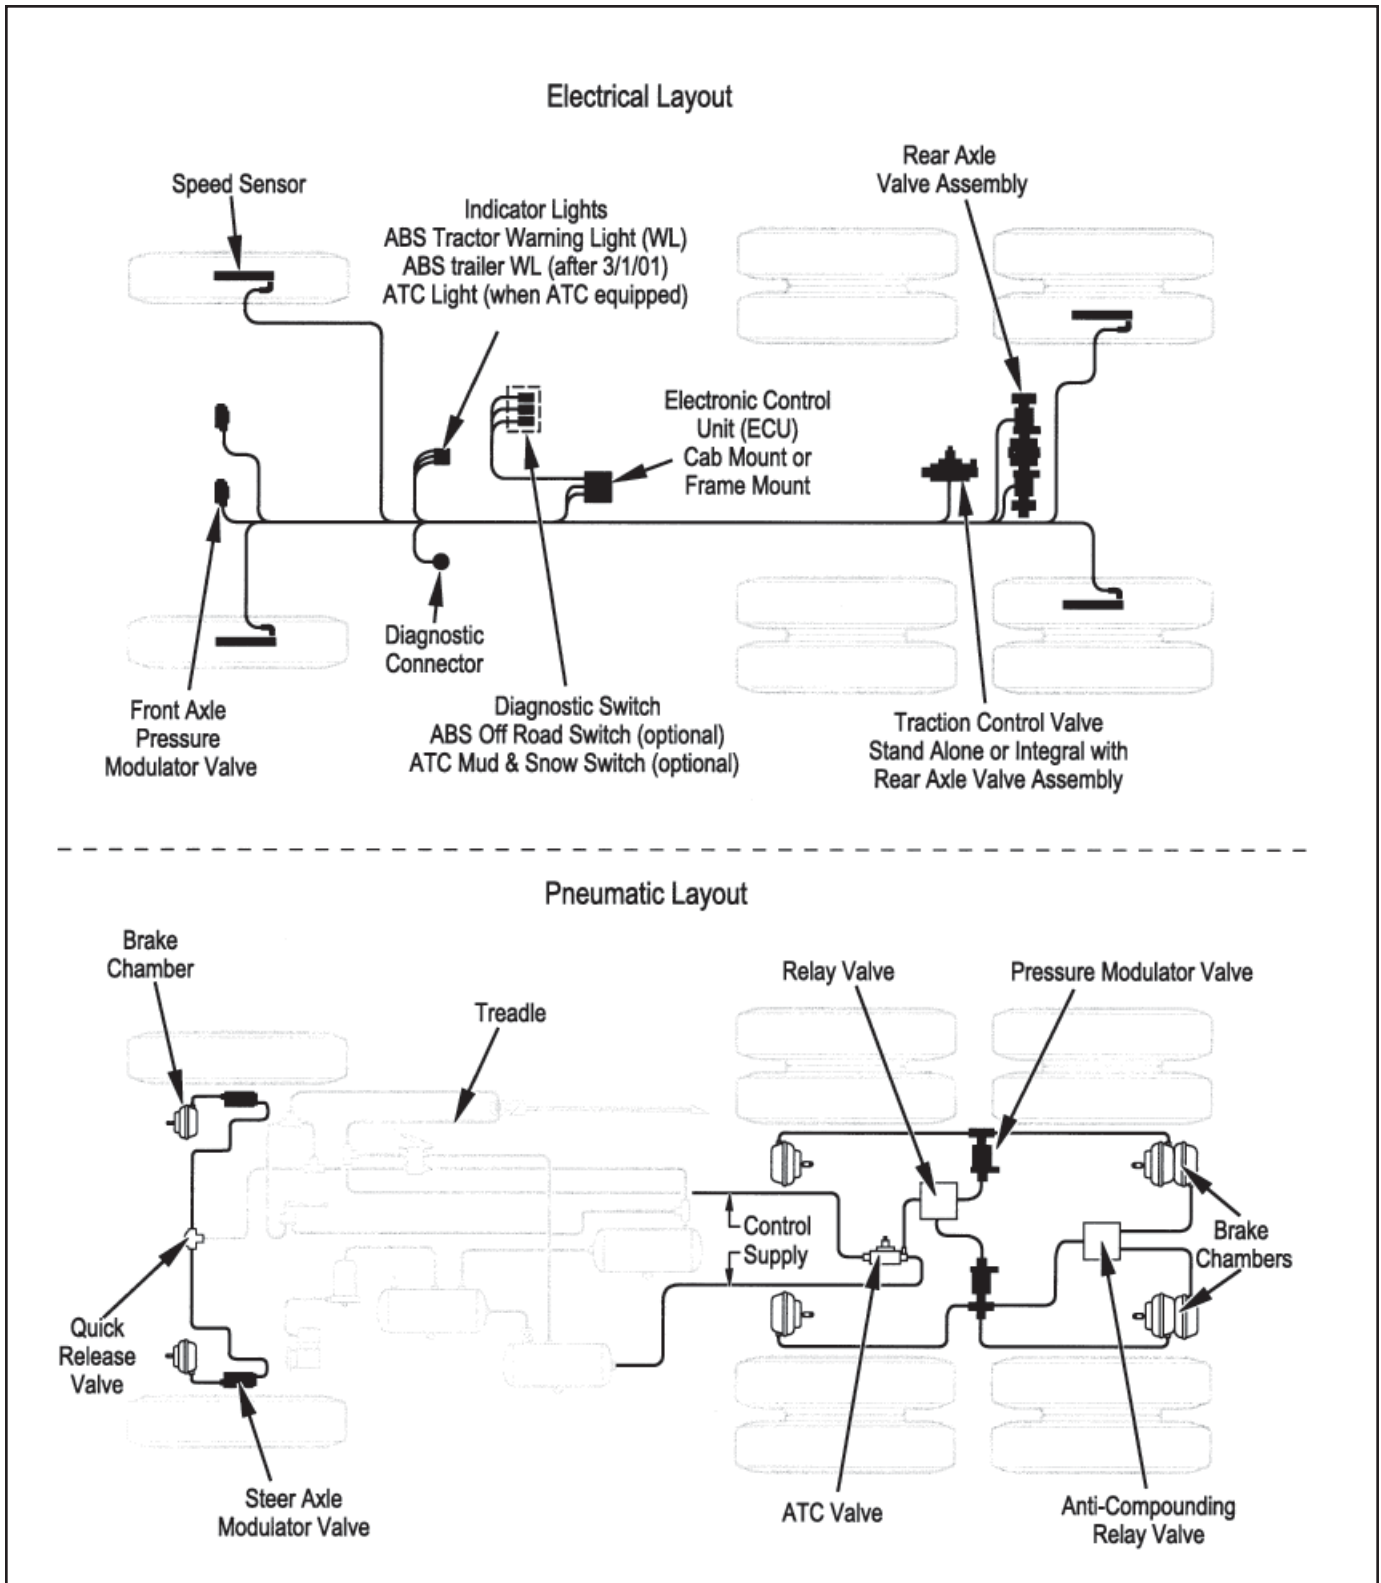 Electrical Layout
Speed Sensor
Indicator Lights
ABS Tractor Warning Light (WL)
ABS trailer WL (after 3/1/01)
ATC Light (when ATC equipped)
Rear Axle
Valve Assembly
Electronic Control
Unit (ECU)
Cab Mount or
Frame Mount
Diagnostic
Connector
Front Axle
Pressure
Modulator Valve
Diagnostic Switch
ABS Off Road Switch (optional)
ATC Mud & Snow Switch (optional)
Traction Control Valve
Stand Alone or Integral with
Rear Axle Valve Assembly
Pneumatic Layout
Brake
Chamber
Treadle
Relay Valve
Pressure Modulator Valve
Control
Supply
Brake
Chambers
Quick
Release
Valve
Steer Axle
Modulator Valve
ATC Valve
Anti-Compounding
Relay Valve